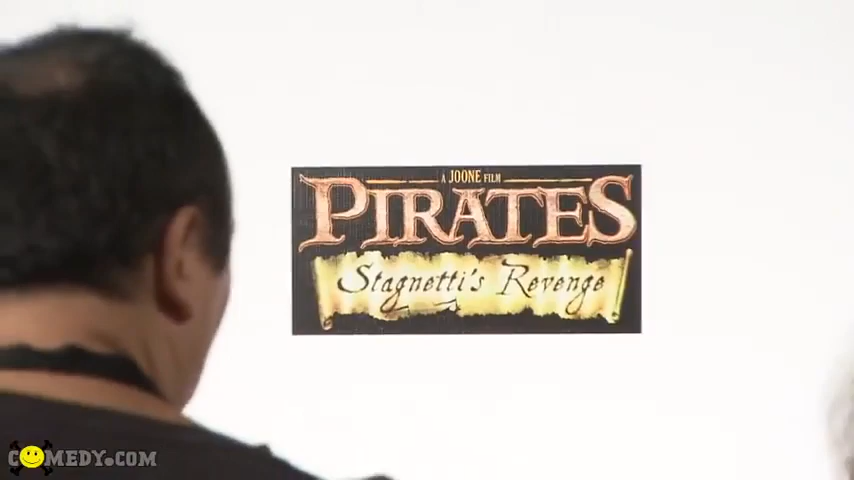 A JOONE FILM
PIRATES
Stagnetti's Revenge
COMEDY.COM